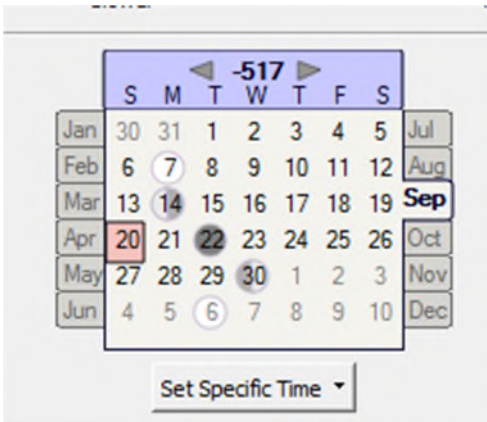 -517
S M T W T F S
Jan 30 31 1 2 3 4 5 Jul
Feb 6 7 8 9 10 11 12 Aug
Mar 13 14 15 16 17 18 19 Sep
Apr 20 21 22 23 24 25 26 Oct
May 27 28 29 30 1 2 3 Nov
Jun 4 5 6 7 8 9 10 Dec
Set Specific Time